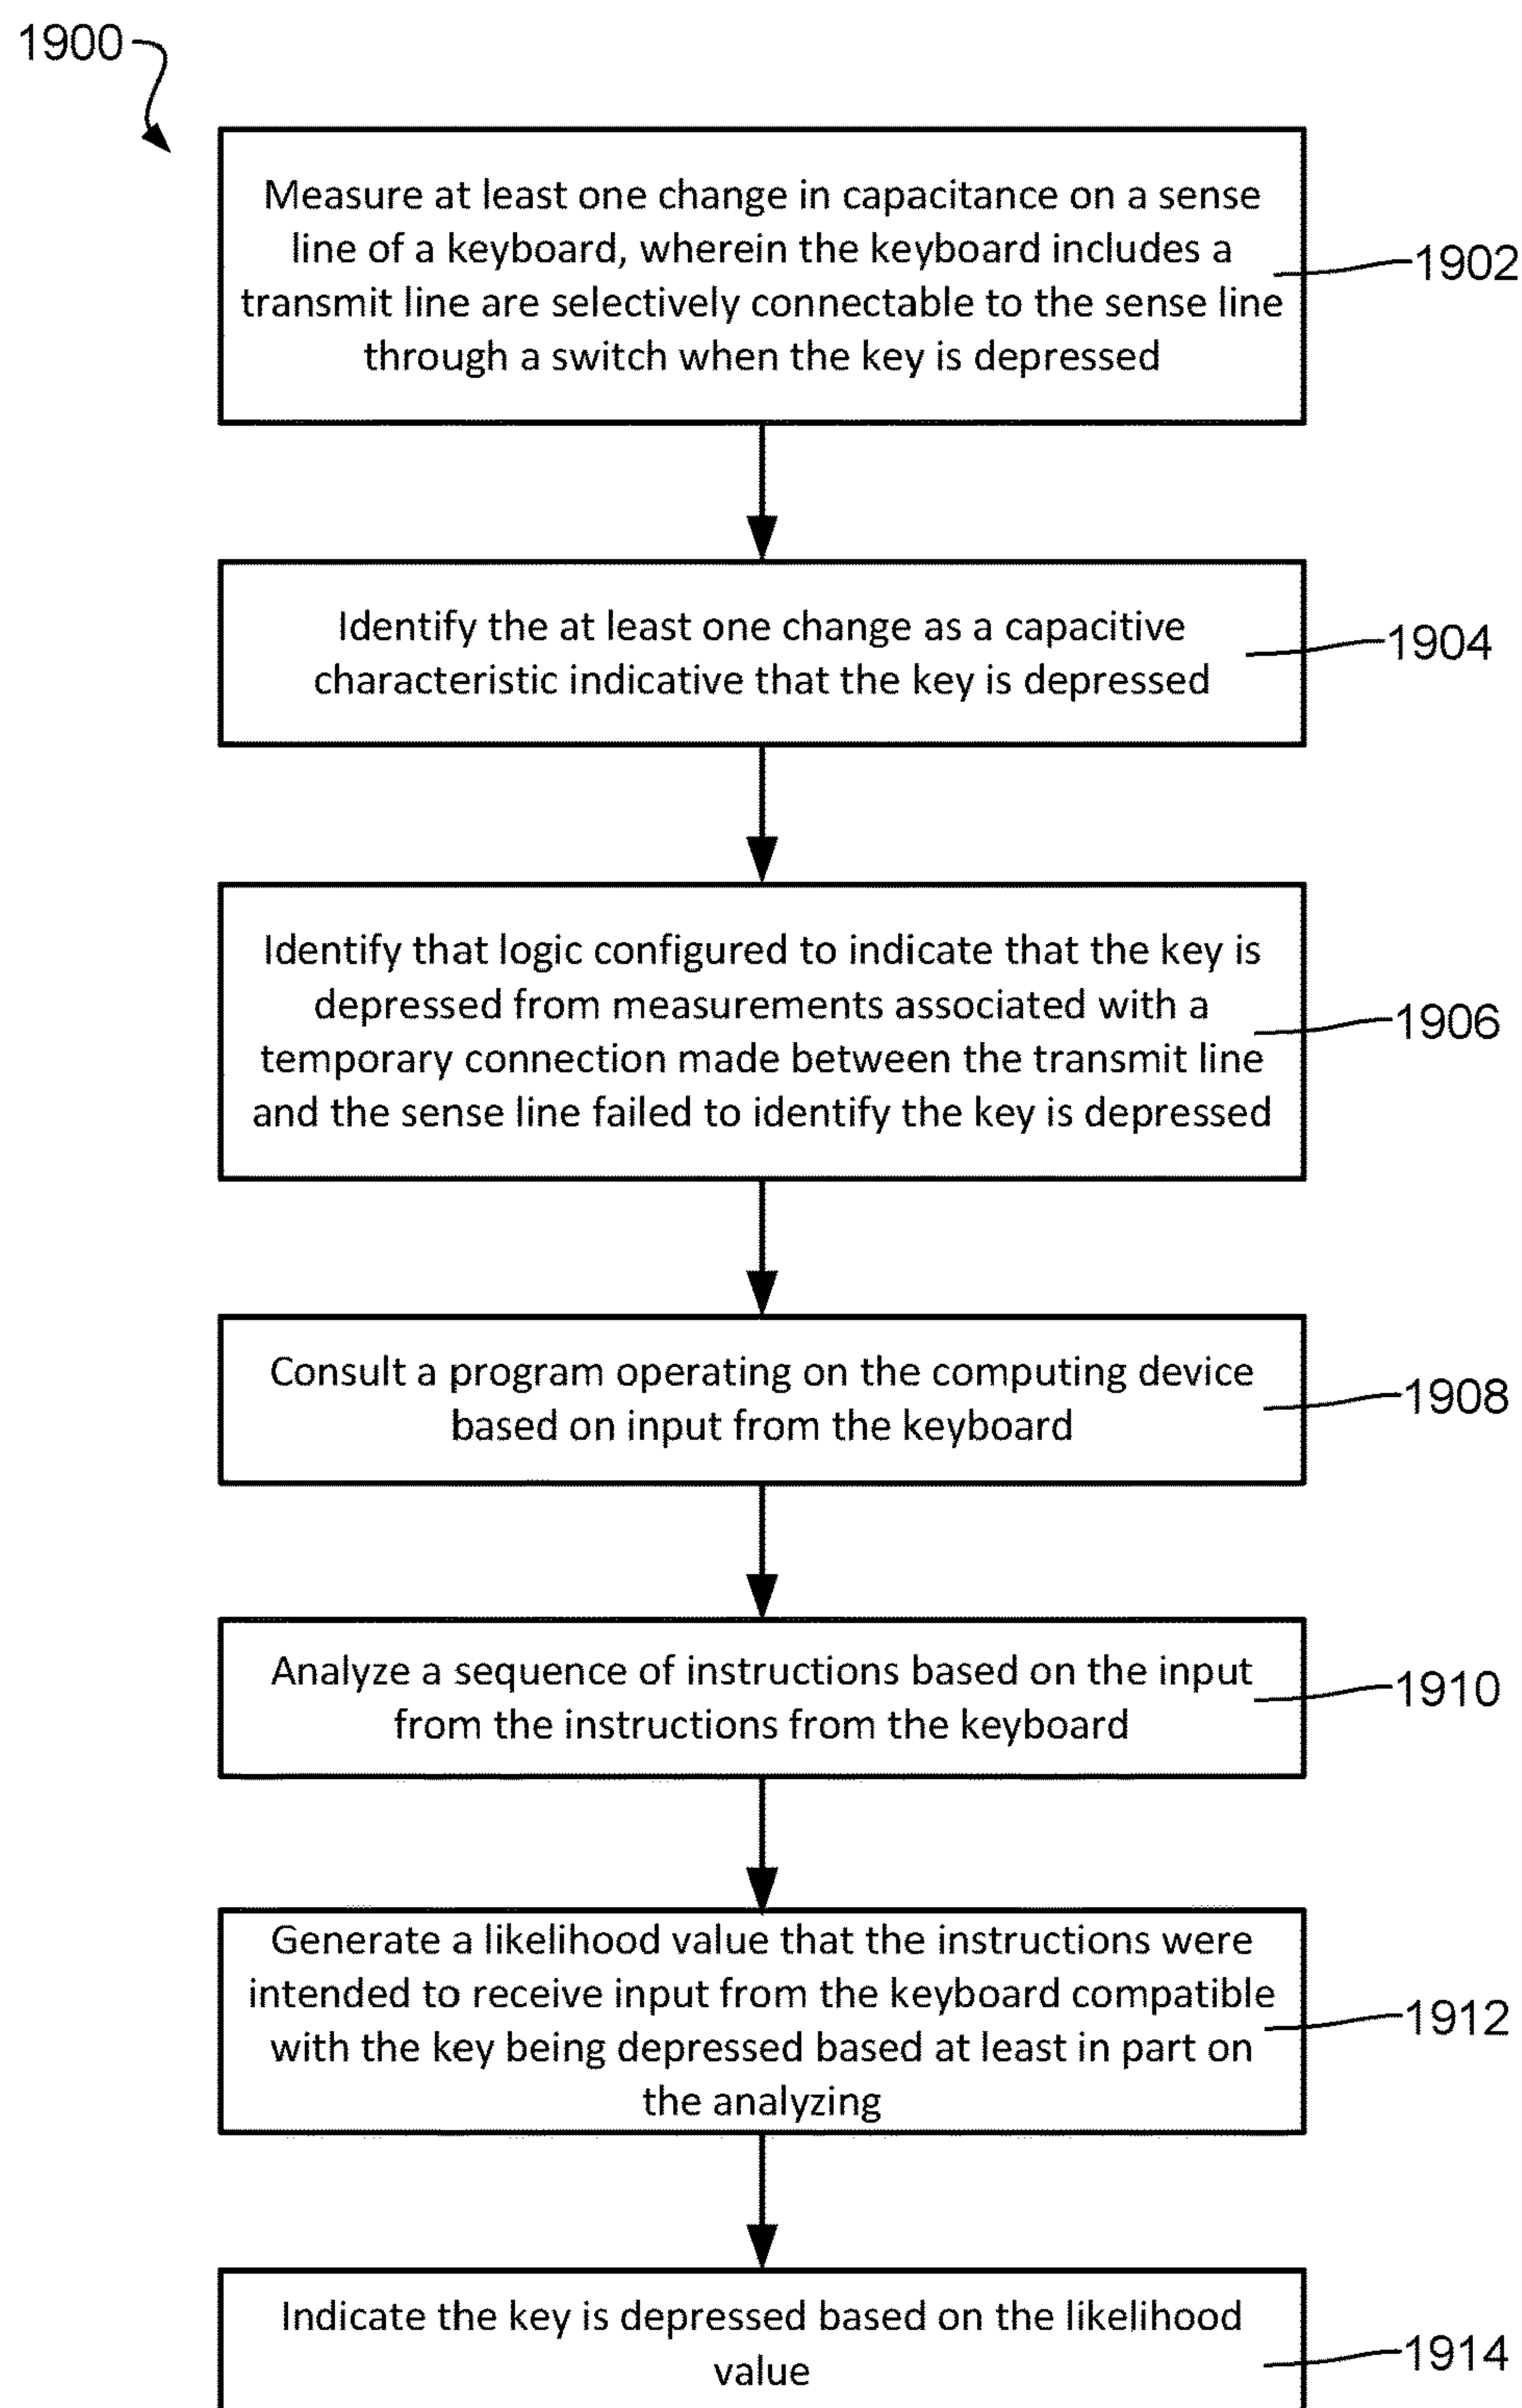 1900
Measure at least one change in capacitance on a sense
line of a keyboard, wherein the keyboard includes a
transmit line are selectively connectable to the sense line
through a switch when the key is depressed
1902
Identify the at least one change as a capacitive
characteristic indicative that the key is depressed
1904
Identify that logic configured to indicate that the key is
depressed from measurements associated with a
temporary connection made between the transmit line
and the sense line failed to identify the key is depressed
1906
Consult a program operating on the computing device
based on input from the keyboard
1908
Analyze a sequence of instructions based on the input
from the instructions from the keyboard
1910
Generate a likelihood value that the instructions were
intended to receive input from the keyboard compatible
with the key being depressed based at least in part on
the analyzing
1912
Indicate the key is depressed based on the likelihood
value
1914